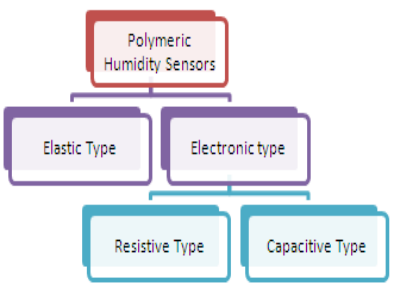 Polymeric
Humidity Sensors
Elastic Type
Electronic type
Resistive Type
Capacitive Type